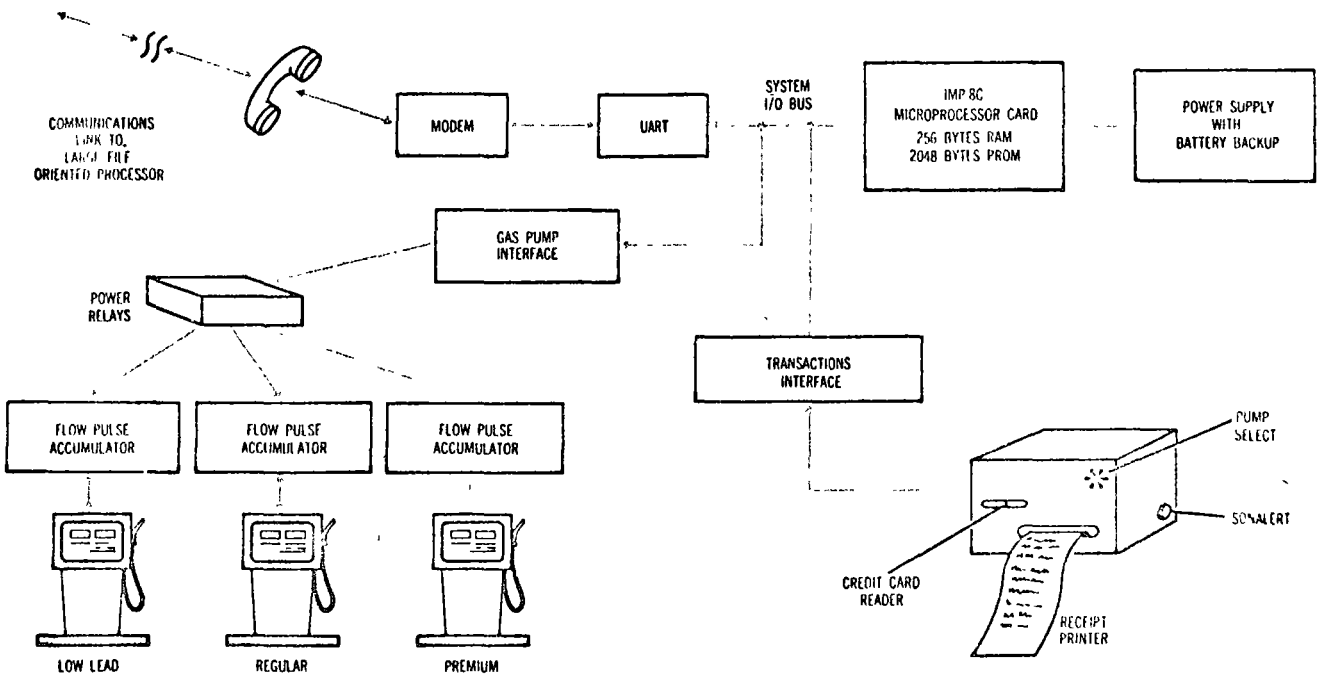 COMMUNICATIONS
LINK TO,
LARGE FILE
ORIENTED PROCESSOR
MODEM
UART
SYSTEM
I/O BUS
IMP 8C
MICROPROCESSOR CARD
256 BYTES RAM
2048 BYTES PROM
POWER SUPPLY
WITH
BATTERY BACKUP
GAS PUMP
INTERFACE
POWER
RELAYS
TRANSACTIONS
INTERFACE
FLOW PULSE
ACCUMULATOR
FLOW PULSE
ACCUMULATOR
FLOW PULSE
ACCUMULATOR
PUMP
SELECT
SONALERT
CREDIT CARD
READER
RECEIPT
PRINTER
LOW LEAD
REGULAR
PREMIUM